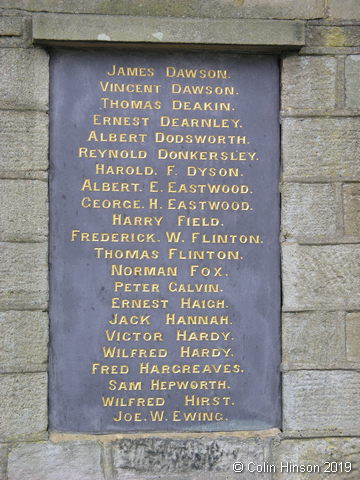 JAMES DAWSON.
VINCENT DAWSON.
THOMAS DEAKIN.
ERNEST DEARNLEY.
ALBERT DODSWORTH.
REYNOLD DONKERSLEY.
HAROLD. F. DYSON.
ALBERT. E. EASTWOOD.
GEORGE. H. EASTWOOD.
HARRY FIELD.
FREDERICK. W. FLINTON.
THOMAS FLINTON.
NORMAN FOX.
PETER GALVIN.
ERNEST HAIGH.
JACK HANNAH.
VICTOR HARDY.
WILFRED HARDY.
FRED HARGREAVES.
SAM HEPWORTH.
WILFRED HIRST.
JOE. W. EWING.
©Colin Hinson 2019